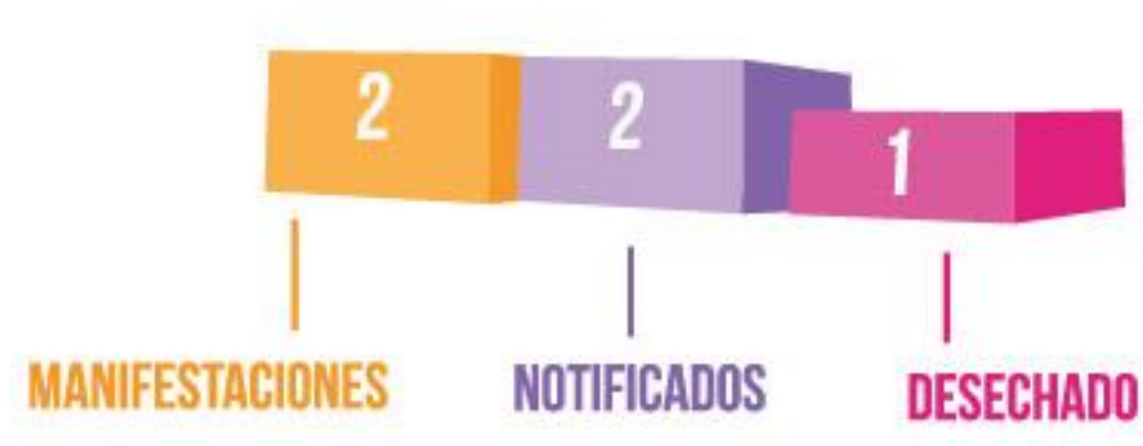 2
2
1
MANIFESTACIONES
NOTIFICADOS
DESECHADO